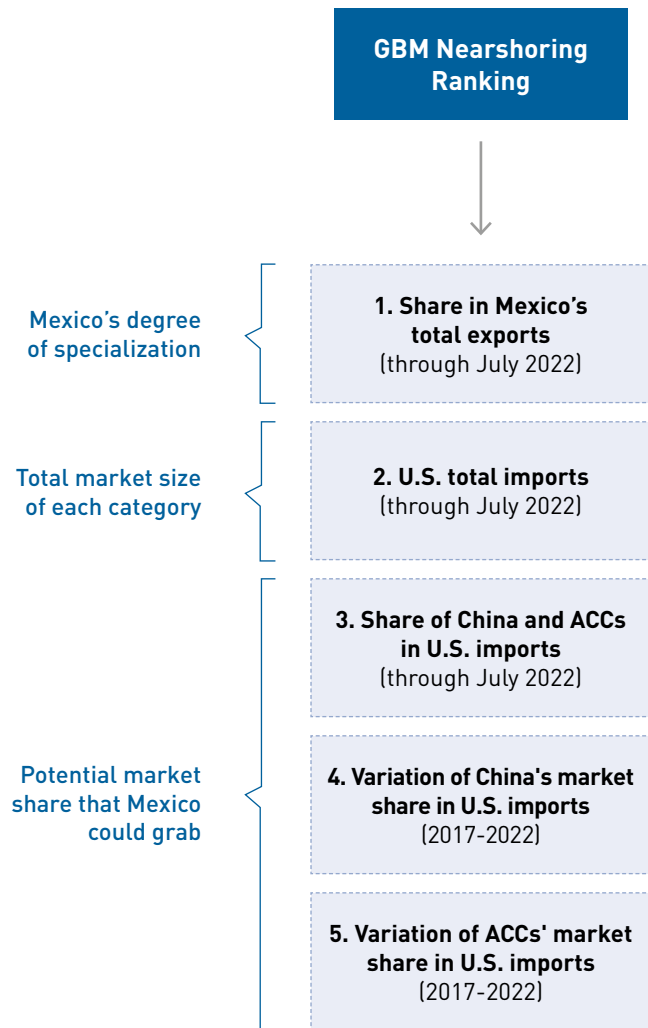 GBM Nearshoring
Ranking
Mexico’s degree
of specialization
1. Share in Mexico’s
total exports
(through July 2022)
Total market size
of each category
2. U.S. total imports
(through July 2022)
Potential market
share that Mexico
could grab
3. Share of China and ACCs
in U.S. imports
(through July 2022)
4. Variation of China's market
share in U.S. imports
(2017-2022)
5. Variation of ACCs' market
share in U.S. imports
(2017-2022)